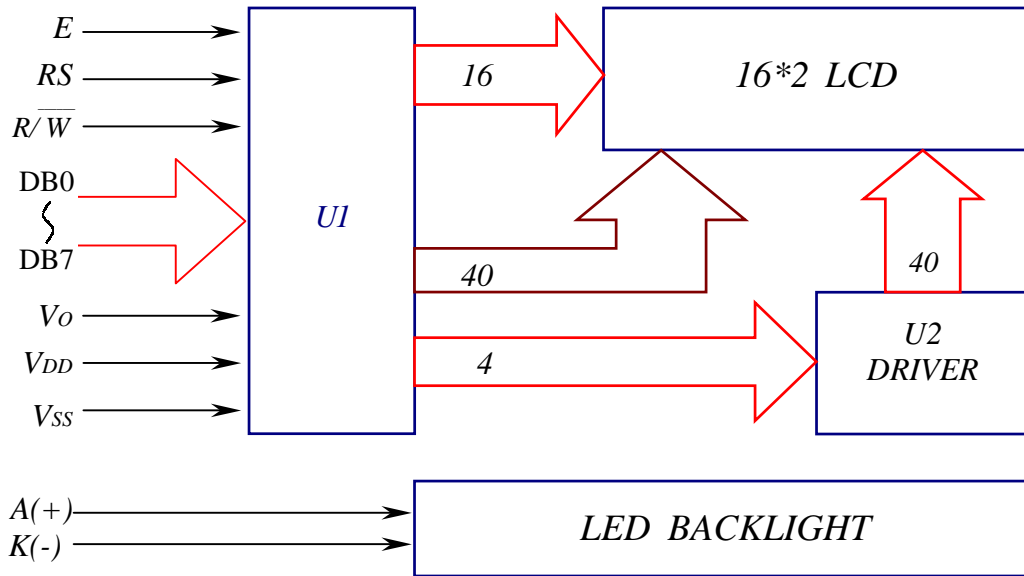 E
RS
R/W̅
DB0
DB7
VO
VDD
VSS
A(+)
K(-)
U1
16
40
4
16*2 LCD
40
U2
DRIVER
LED BACKLIGHT